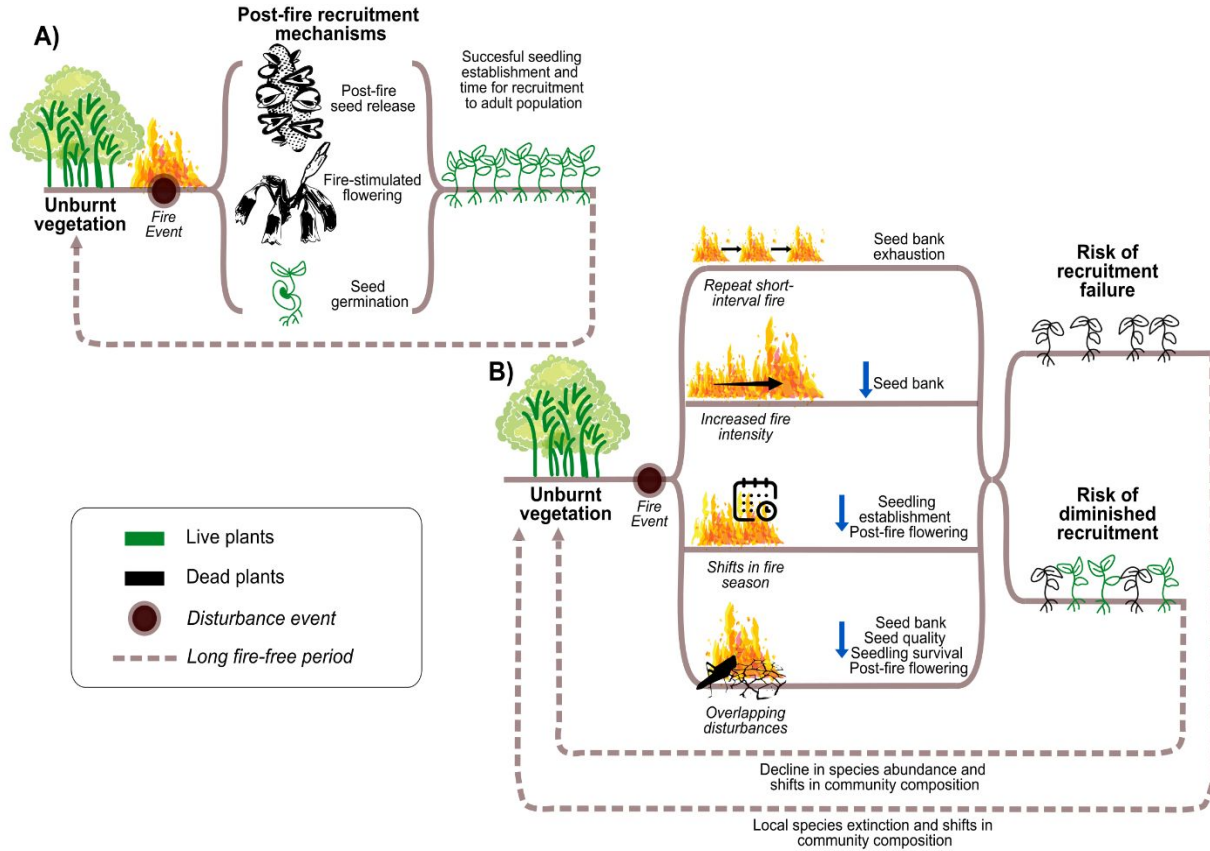 A)
Post-fire recruitment
mechanisms
Post-fire
seed release
Fire-stimulated
flowering
Seed
germination
Succesful seedling
establishment and
time for recruitment
to adult population
Unburnt
vegetation
Fire
Event
B)
Unburnt
vegetation
Fire
Event
Repeat short-
interval fire
Seed bank
exhaustion
Increased fire
intensity
Seed bank
Shifts in fire
season
Seedling
establishment
Post-fire flowering
Overlapping
disturbances
Seed bank
Seed quality
Seedling survival
Post-fire flowering
Risk of
recruitment
failure
Risk of
diminished
recruitment
Decline in species abundance and
shifts in community composition
Local species extinction and shifts in
community composition
Live plants
Dead plants
Disturbance event
Long fire-free period